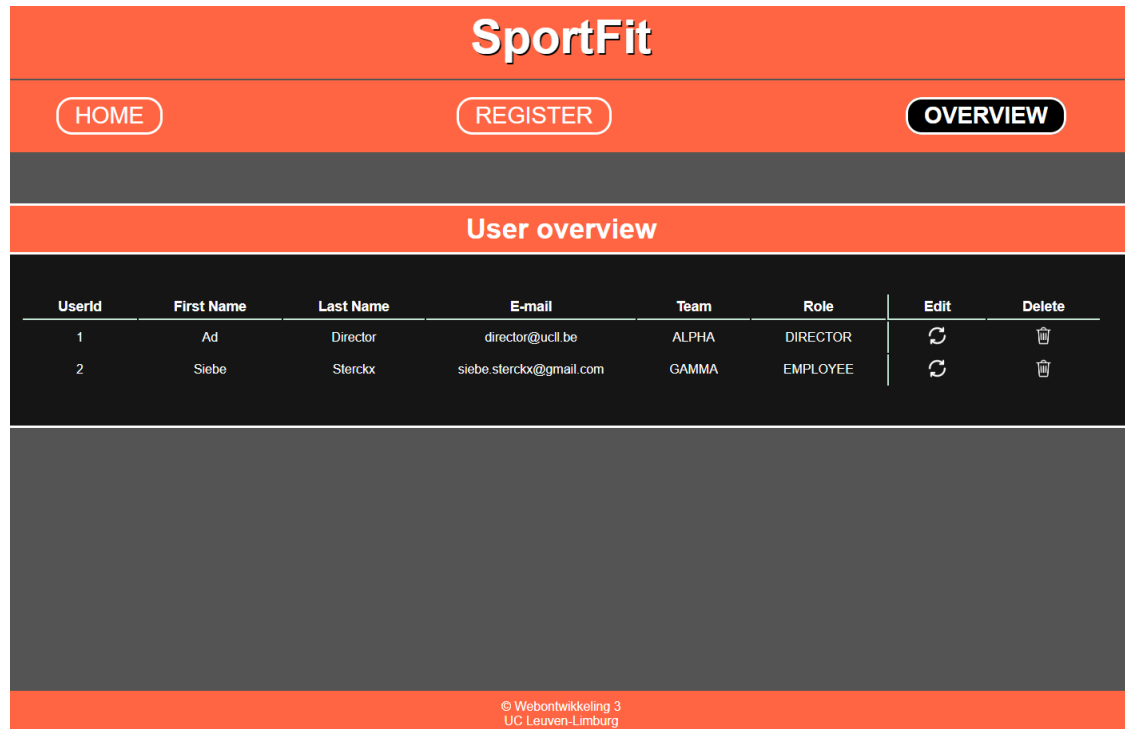 SportFit
HOME REGISTER OVERVIEW
User overview
UserId First Name Last Name E-mail Team Role Edit Delete
1 Ad Director director@ucll.be ALPHA DIRECTOR
2 Siebe Sterckx siebe.sterckx@gmail.com GAMMA EMPLOYEE
© Webontwikkeling 3
UC Leuven-Limburg